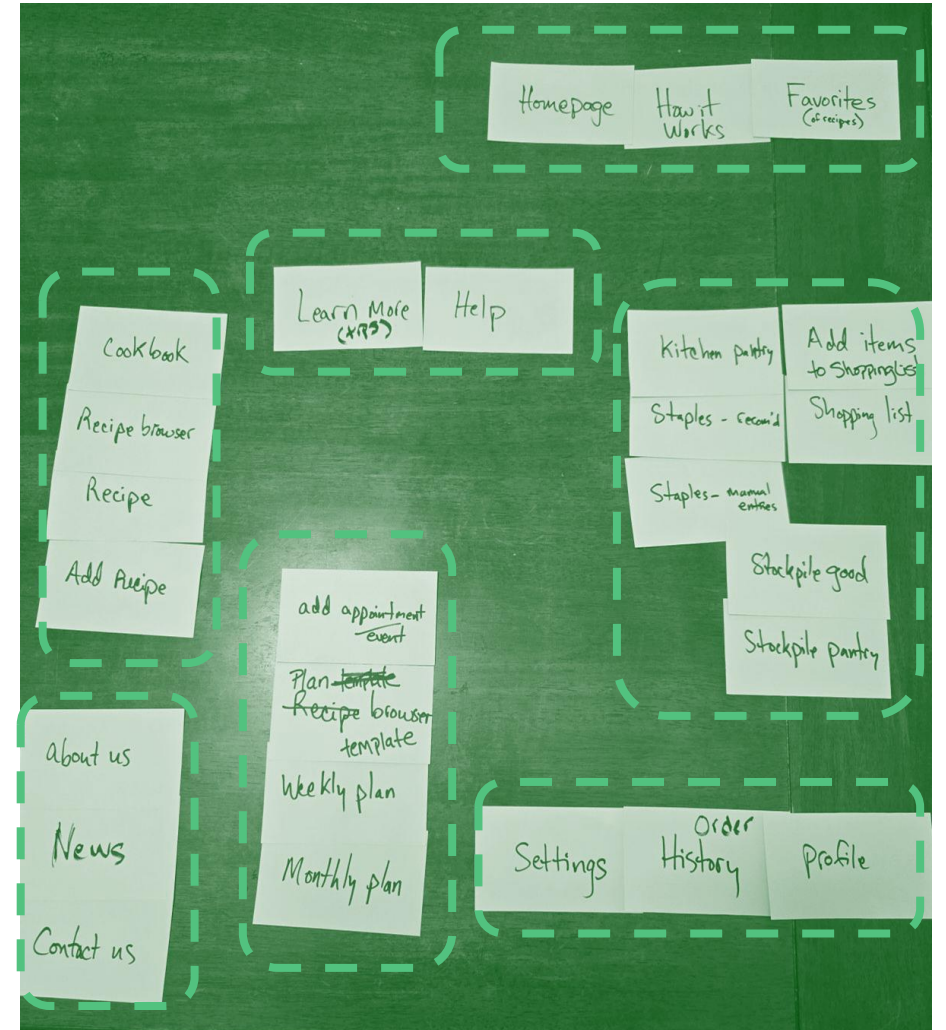 Homepage
How it
Works
Favorites
(of recipes)
Learn More
Help
Cookbook
Recipe browser
Recipe
Add Recipe
Kitchen pantry
Add items
to Shopping list
Staples - recom'd
Shopping list
Staples - manual
entries
Stockpile good
Stockpile pantry
add appointment
event
Plan template
Recipe browser
template
Weekly plan
Monthly plan
About us
News
Contact us
Settings
Order
History
Profile